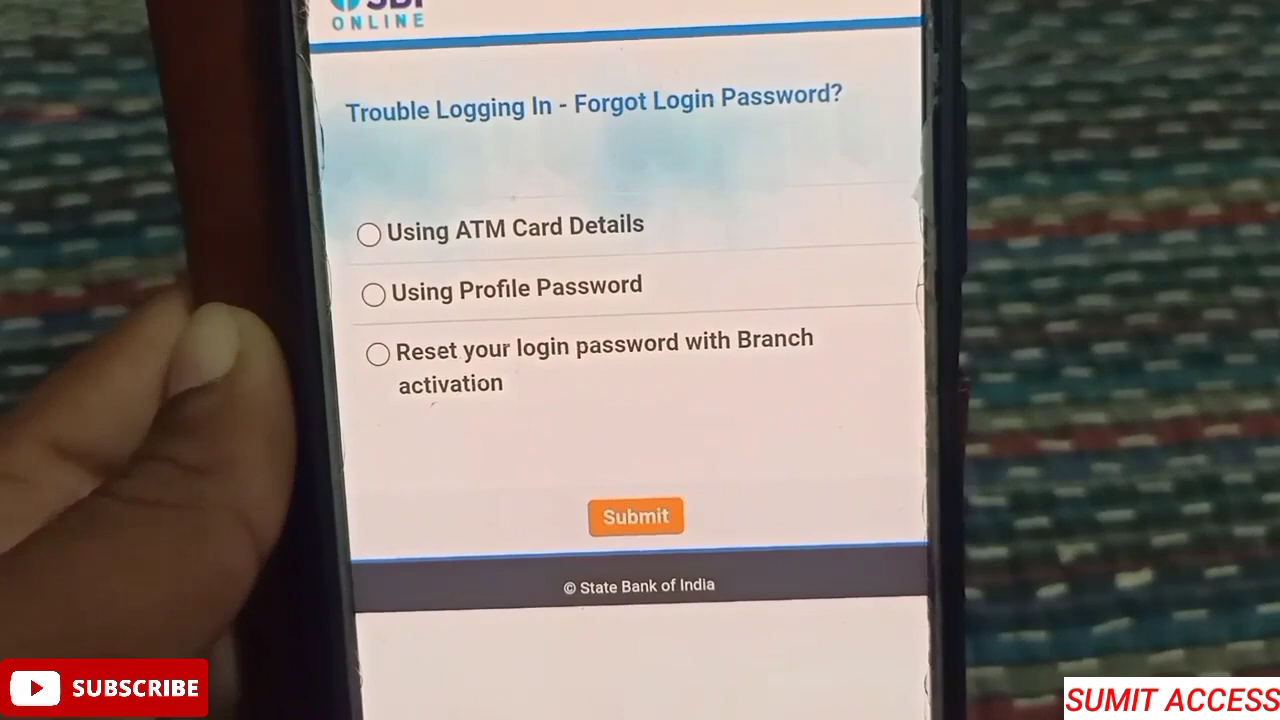 SBI
ONLINE
Trouble Logging In - Forgot Login Password?
Using ATM Card Details
Using Profile Password
Reset your login password with Branch
activation
Submit
© State Bank of India
SUBSCRIBE
SUMIT ACCESS